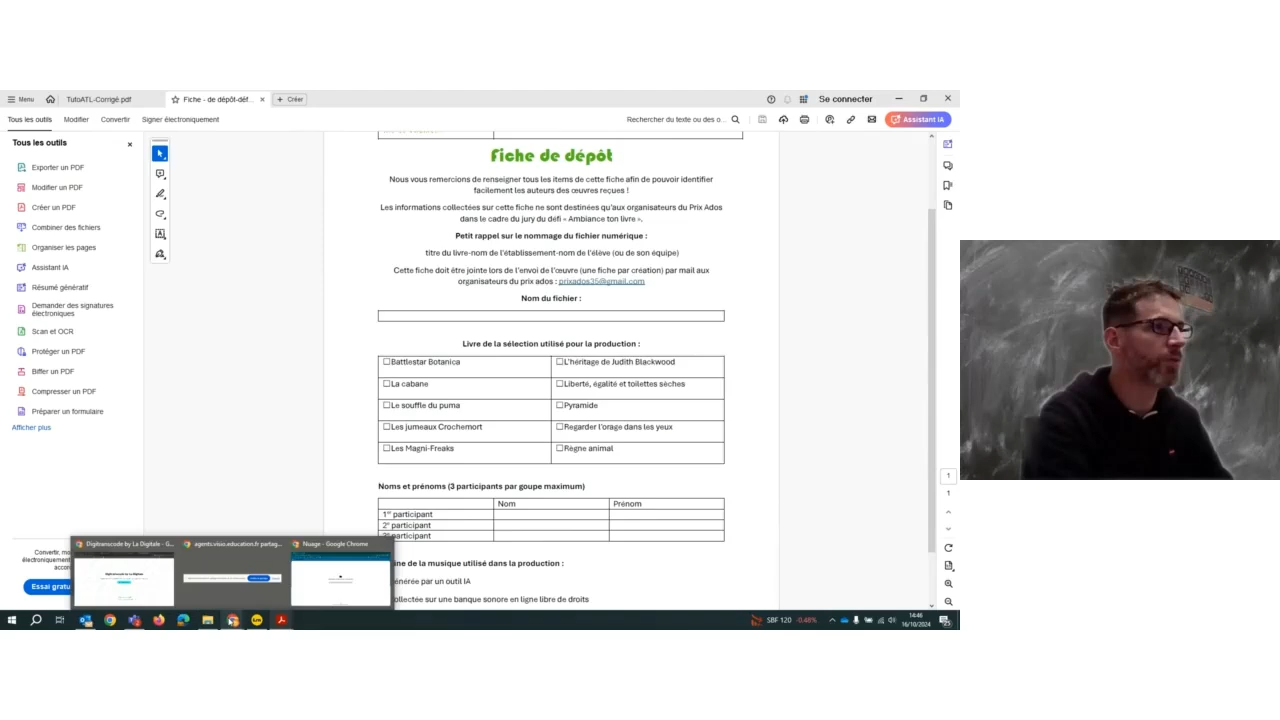 Menu
TutoATL-Corrigé.pdf
Fiche - de dépôt-déf...
Créer
Se connecter
Tous les outils
Modifier
Convertir
Signer électroniquement
Rechercher du texte ou des o...
Assistant IA
Tous les outils
Exporter un PDF
Modifier un PDF
Créer un PDF
Combiner des fichiers
Organiser les pages
Assistant IA
Résumé génératif
Demander des signatures
électroniques
Scan et OCR
Protéger un PDF
Biffer un PDF
Compresser un PDF
Préparer un formulaire
Afficher plus
Convertir, mo
électroniquement
Essai gratu
Fiche de dépôt
Nous vous remercions de renseigner tous les items de cette fiche afin de pouvoir identifier
facilement les auteurs des œuvres reçues !
Les informations collectées sur cette fiche ne sont destinées qu'aux organisateurs du Prix Ados
dans le cadre du jury du défi « Ambiance ton livre ».
Petit rappel sur le nommage du fichier numérique :
titre du livre-nom de l'établissement-nom de l'élève (ou de son équipe)
Cette fiche doit être jointe lors de l'envoi de l'œuvre (une fiche par création) par mail aux
organisateurs du prix ados : prixados35@gmail.com
Nom du fichier :
Livre de la sélection utilisé pour la production :
☐Battlestar Botanica ☐L'héritage de Judith Blackwood
☐La cabane ☐Liberté, égalité et toilettes sèches
☐Le souffle du puma ☐Pyramide
☐Les jumeaux Crochemort ☐Regarder l'orage dans les yeux
☐Les Magni-Freaks ☐Règne animal
Noms et prénoms (3 participants par goupe maximum)
Nom Prénom
1er participant
2e participant
participant
ine de la musique utilisé dans la production :
énérée par un outil IA
ollectée sur une banque sonore en ligne libre de droits
Digitranscode by La Digitale - G...
agents.visio.education.fr partag...
Nuage - Google Chrome
1
1
SBF 120 -0.48%
14:46
16/10/2024